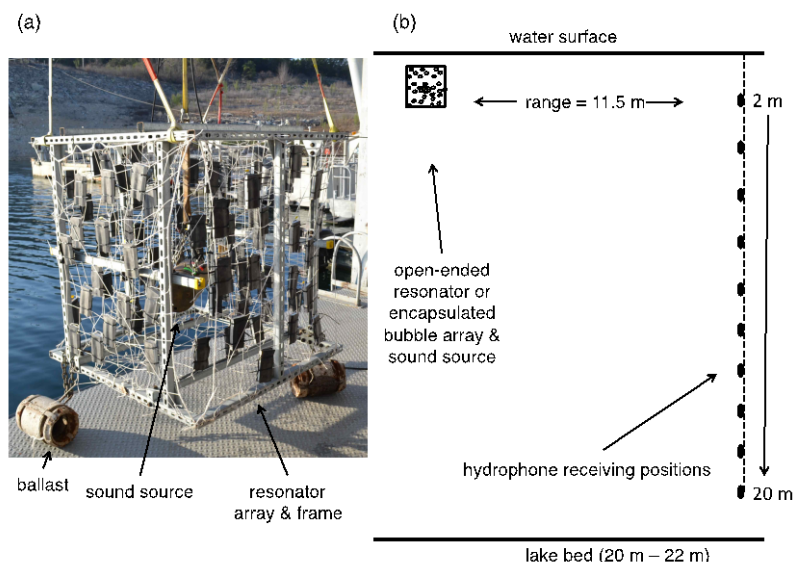 (a)
ballast
sound source
resonator
array & frame
(b)
water surface
range = 11.5 m
2 m
open-ended
resonator or
encapsulated
bubble array &
sound source
hydrophone receiving positions
20 m
lake bed (20 m – 22 m)